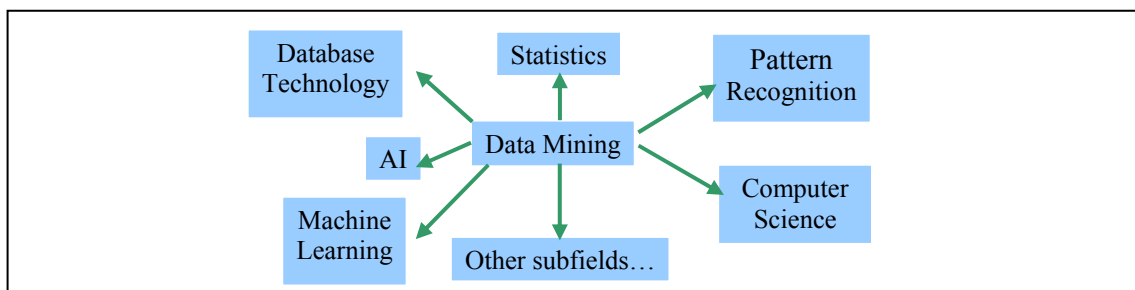 Database
Technology
Statistics
Pattern
Recognition
Data Mining
AI
Computer
Science
Machine
Learning
Other subfields…